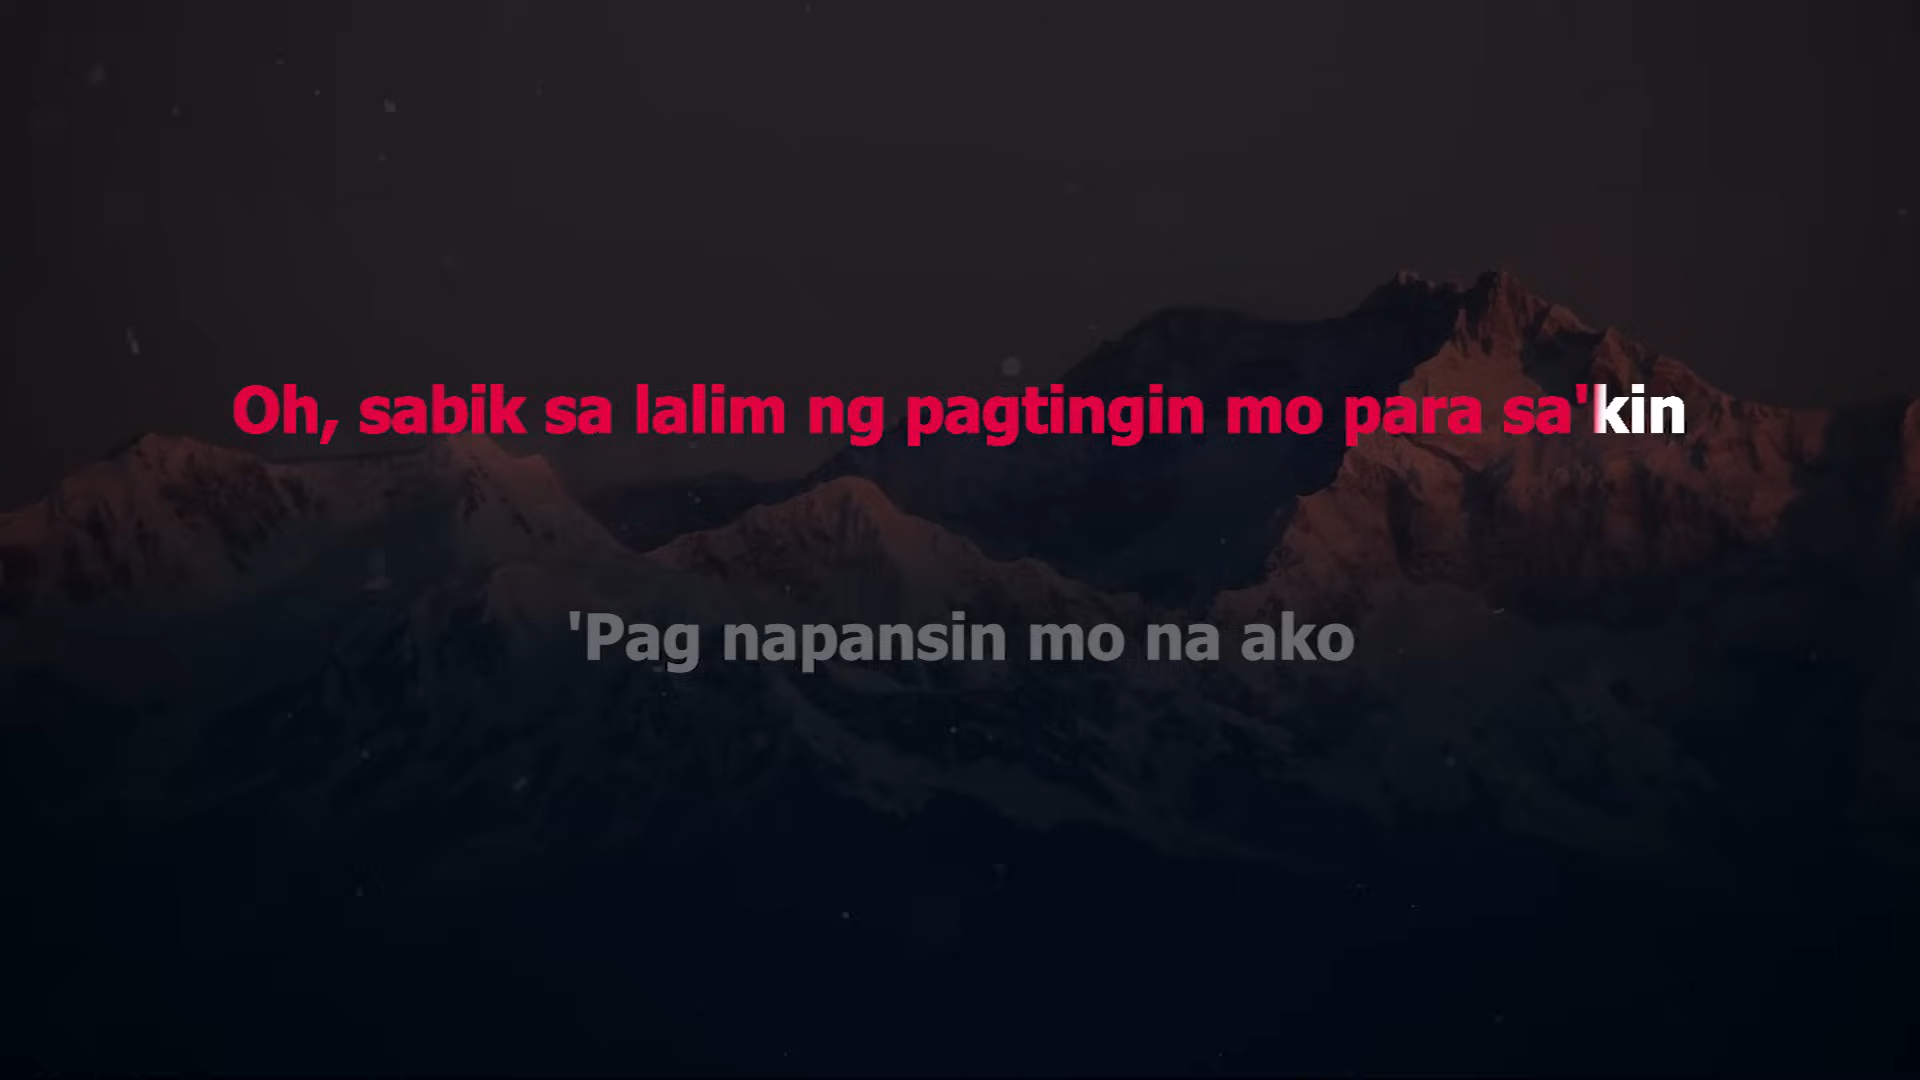 Oh, sabik sa lalim ng pagtingin mo para sa'kin
'Pag napansin mo na ako